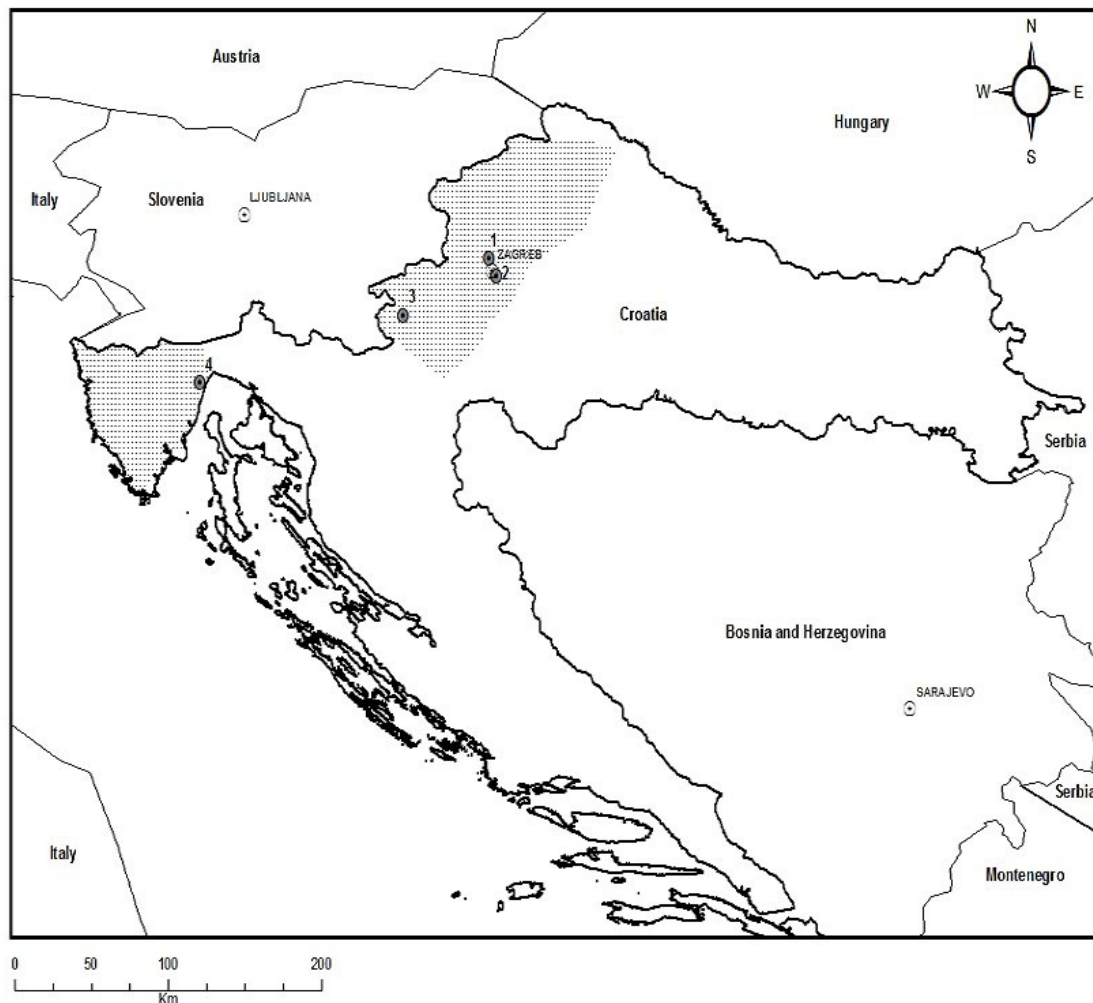 N
Austria
W E
Hungary
S
Italy
Slovenia
LJUBLJANA
1
ZAGREB
2
3
Croatia
4
Serbia
Bosnia and Herzegovina
SARAJEVO
Serbia
Italy
Montenegro
0 50 100 200
Km